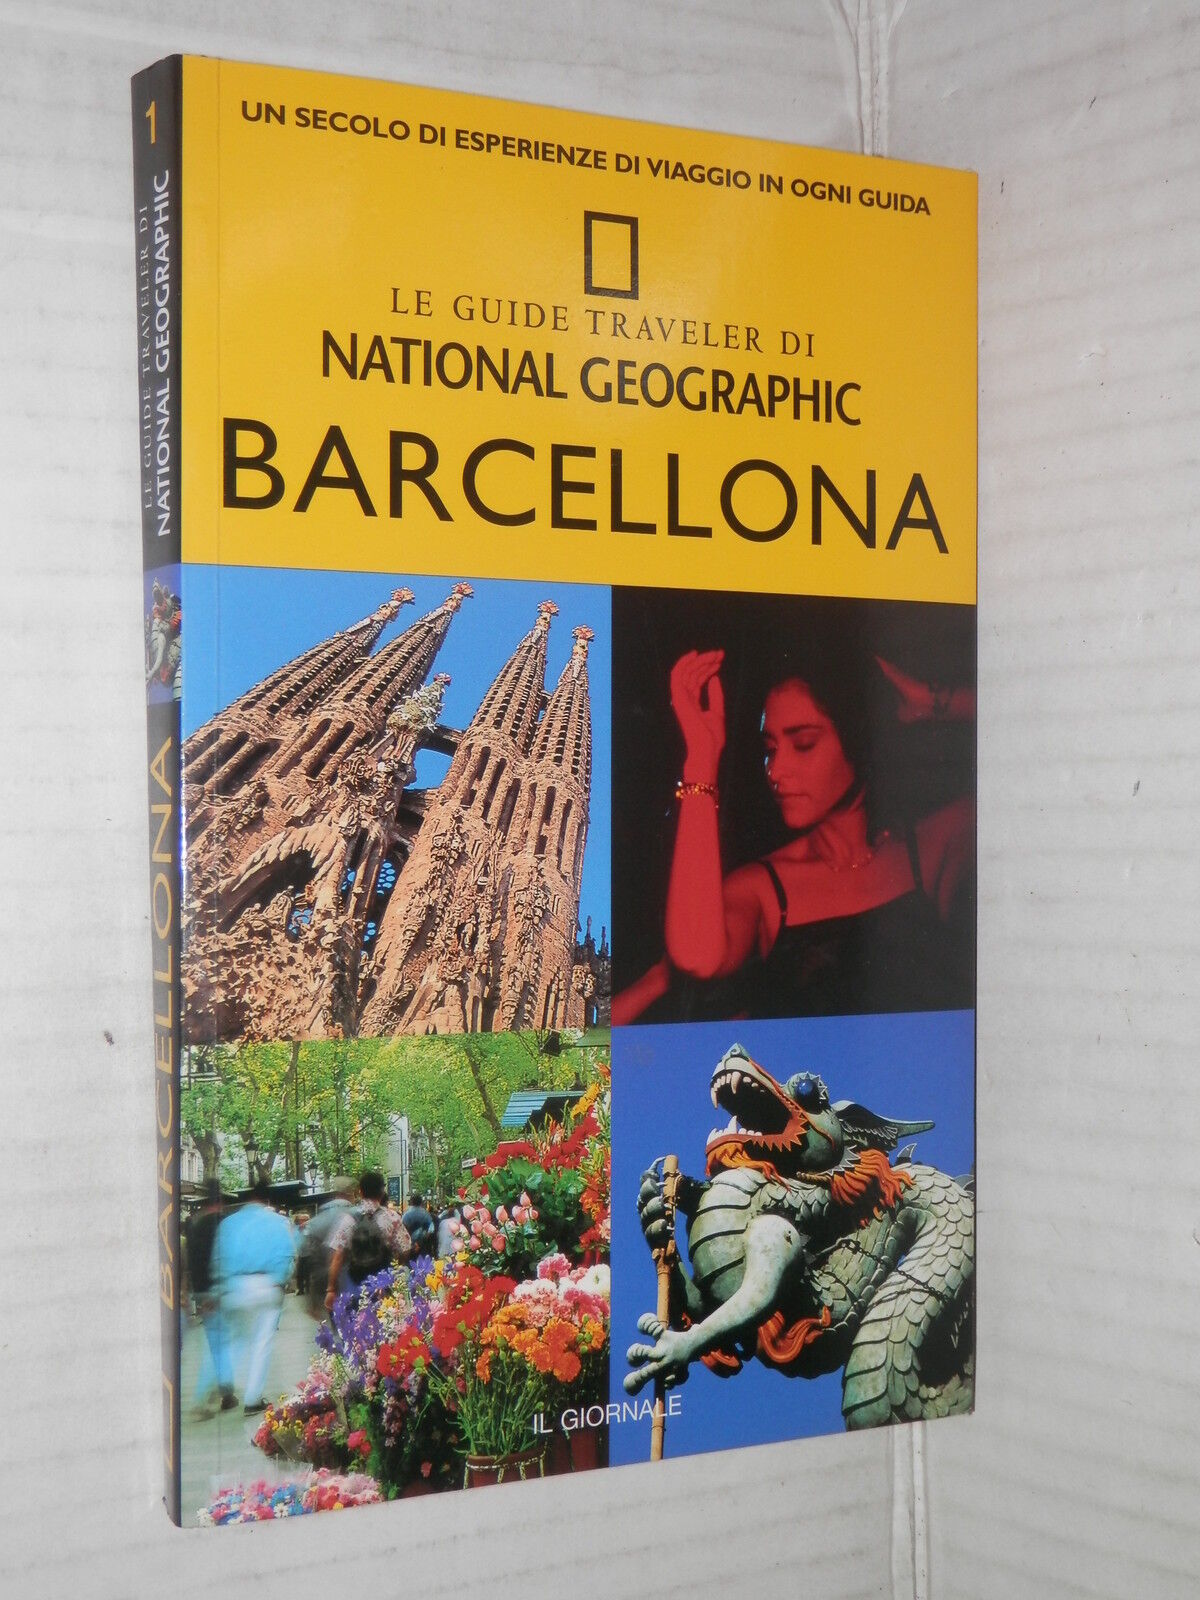 UN SECOLO DI ESPERIENZE DI VIAGGIO IN OGNI GUIDA
LE GUIDE TRAVELER DI
NATIONAL GEOGRAPHIC
BARCELLONA
IL GIORNALE
1
LE GUIDE TRAVELER DI
NATIONAL GEOGRAPHIC
BARCELLONA